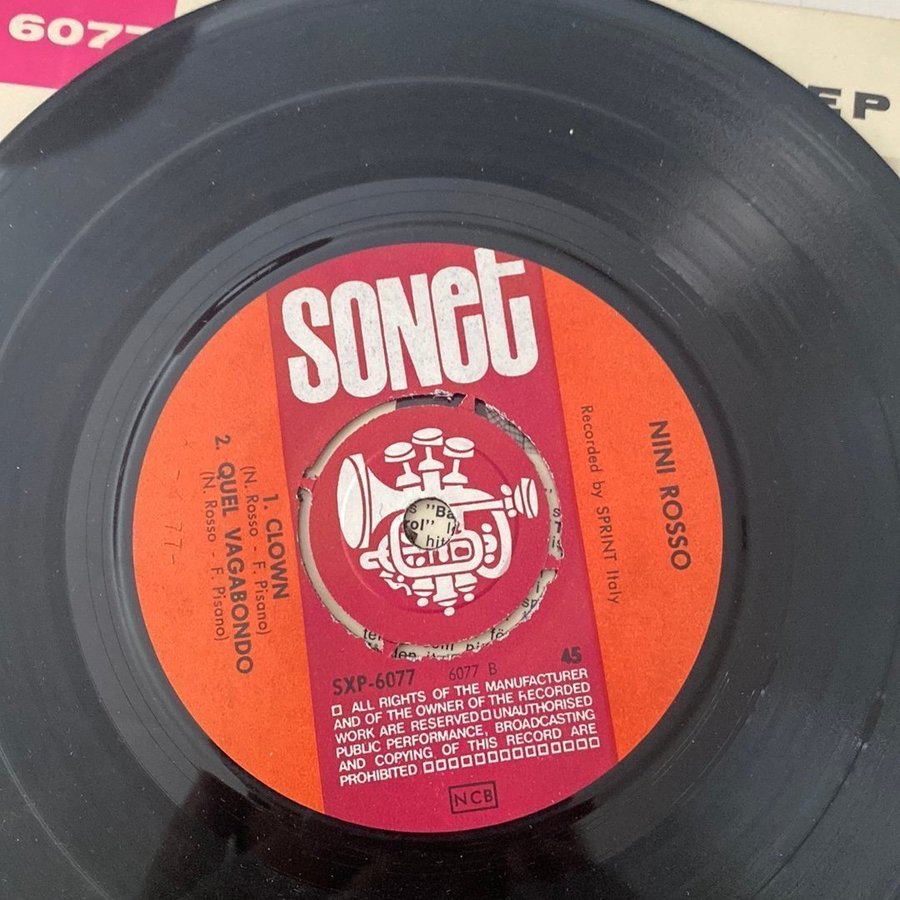 6077
EP
sonet
NINI ROSSO
Recorded by SPRINT Italy
1. CLOWN
(N. Rosso - F. Pisano)
2. QUEL VAGABONDO
(N. Rosso - F. Pisano)
SXP-6077 6077 B 45
□ ALL RIGHTS OF THE MANUFACTURER
AND OF THE OWNER OF THE RECORDED
WORK ARE RESERVED □ UNAUTHORISED
PUBLIC PERFORMANCE, BROADCASTING
AND COPYING OF THIS RECORD ARE
PROHIBITED □□□□□□□□□□□□□□
NCB